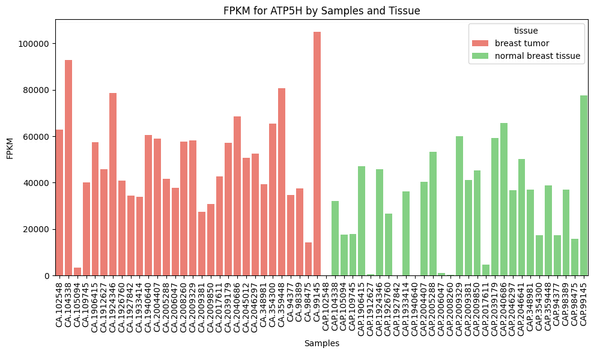 FPKM for ATP5H by Samples and Tissue
tissue
breast tumor
normal breast tissue
FPKM
100000
80000
60000
40000
20000
0
CA.102548
CA.104338
CA.105094
CA.109745
CA.1906415
CA.1912627
CA.1924346
CA.1926760
CA.1927842
CA.1933414
CA.1940640
CA.2004407
CA.2005288
CA.2006047
CA.2008260
CA.2009329
CA.2009381
CA.2009850
CA.2017611
CA.2039179
CA.2040686
CA.2045012
CA.2046297
CA.348981
CA.354300
CA.359448
CA.94377
CA.98389
CA.98475
CA.99145
CAP.102548
CAP.104338
CAP.105094
CAP.109745
CAP.1906415
CAP.1912627
CAP.1924346
CAP.1926760
CAP.1927842
CAP.1933414
CAP.1940640
CAP.2004407
CAP.2005288
CAP.2006047
CAP.2008260
CAP.2009329
CAP.2009381
CAP.2009850
CAP.2017611
CAP.2039179
CAP.2040686
CAP.2046297
CAP.2046641
CAP.348981
CAP.354300
CAP.359448
CAP.94377
CAP.98389
CAP.98475
CAP.99145
Samples